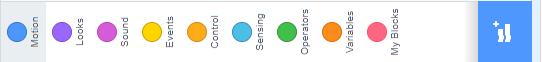 Motion
Looks
Sound
Events
Control
Sensing
Operators
Variables
My Blocks